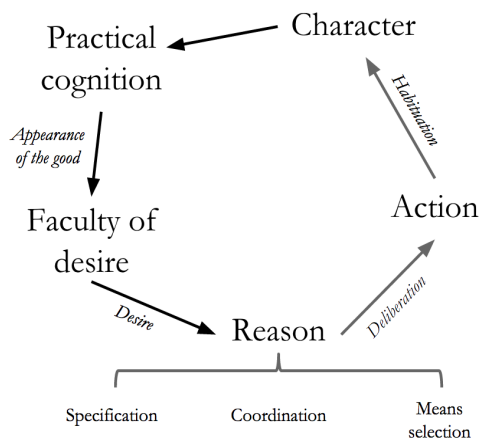 Character
Practical
cognition
Habituation
Appearance
of the good
Action
Faculty of
desire
Desire
Deliberation
Reason
Specification
Coordination
Means
selection